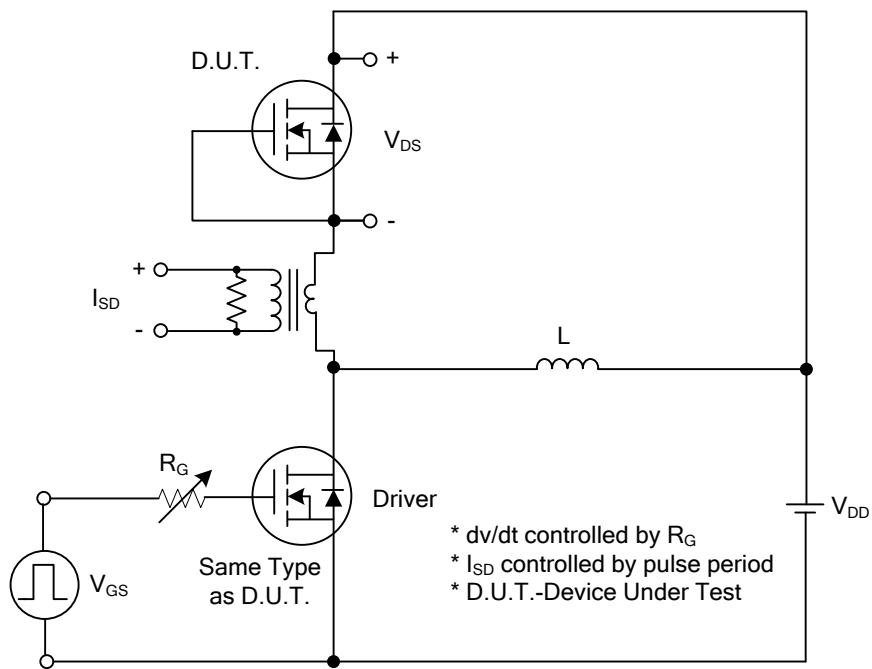 D.U.T.
+
V_DS
-
+
I_SD
-
L
R_G
Driver
V_DD
V_GS
Same Type
as D.U.T.
* dv/dt controlled by R_G
* I_SD controlled by pulse period
* D.U.T.-Device Under Test